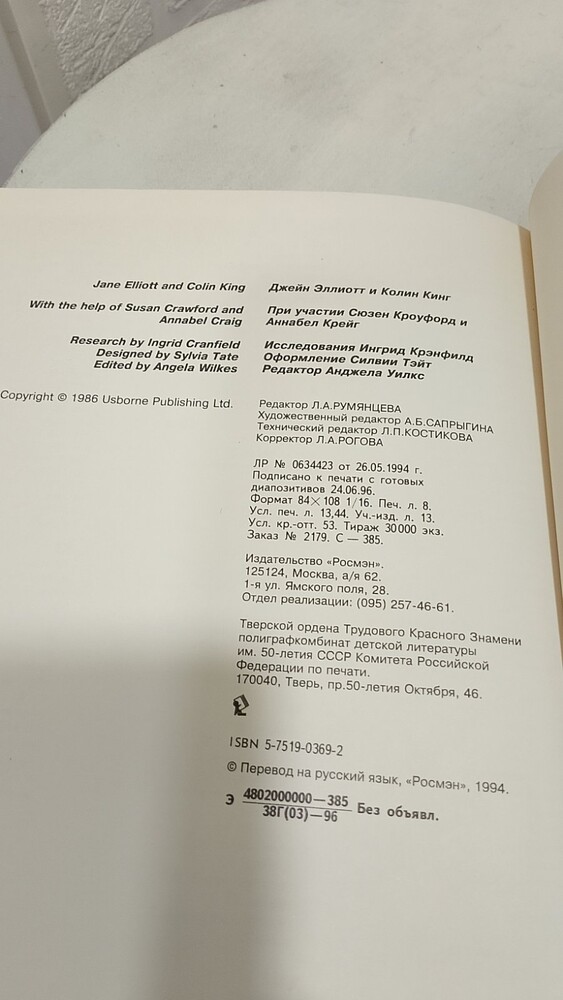 Jane Elliott and Colin King
With the help of Susan Crawford and
Annabel Craig
Research by Ingrid Cranfield
Designed by Sylvia Tate
Edited by Angela Wilkes
Copyright © 1986 Usborne Publishing Ltd.
Джейн Эллиотт и Колин Кинг
При участии Сюзен Кроуфорд и
Аннабел Крейг
Исследования Ингрид Крэнфилд
Оформление Силвии Тэйт
Редактор Анджела Уилкс
Редактор Л.А.РУМЯНЦЕВА
Художественный редактор А.Б.САПРЫГИНА
Технический редактор Л.П.КОСТИКОВА
Корректор Л.А.РОГОВА
ЛР № 0634423 от 26.05.1994 г.
Подписано к печати с готовых
диапозитивов 24.06.96.
Формат 84×108 1/16. Печ. л. 8.
Усл. печ. л. 13,44. Уч.-изд. л. 13.
Усл. кр.-отт. 53. Тираж 30000 экз.
Заказ № 2179. С — 385.
Издательство «Росмэн».
125124, Москва, а/я 62.
1-я ул. Ямского поля, 28.
Отдел реализации: (095) 257-46-61.
Тверской ордена Трудового Красного Знамени
полиграфкомбинат детской литературы
им. 50-летия СССР Комитета Российской
Федерации по печати.
170040, Тверь, пр.50-летия Октября, 46.
ISBN 5-7519-0369-2
© Перевод на русский язык, «Росмэн», 1994.
Э 4802000000—385 Без объявл.
38Г(03)—96